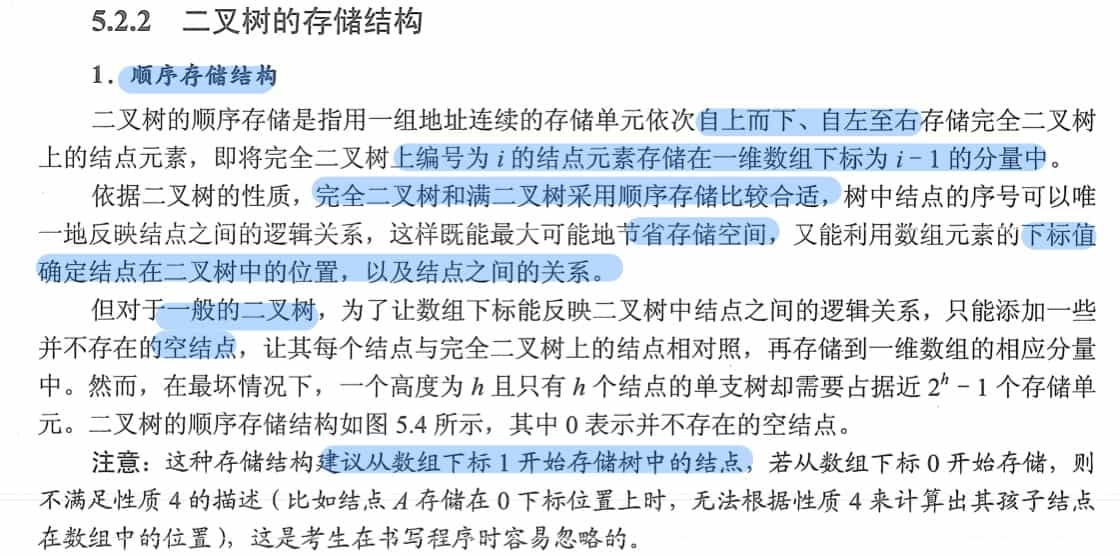 5.2.2 二叉树的存储结构
1. 顺序存储结构
二叉树的顺序存储是指用一组地址连续的存储单元依次自上而下、自左至右存储完全二叉树
上的结点元素，即将完全二叉树上编号为 i 的结点元素存储在一维数组下标为 i－1 的分量中。
依据二叉树的性质，完全二叉树和满二叉树采用顺序存储比较合适，树中结点的序号可以唯
一地反映结点之间的逻辑关系，这样既能最大可能地节省存储空间，又能利用数组元素的下标值
确定结点在二叉树中的位置，以及结点之间的关系。
但对于一般的二叉树，为了让数组下标能反映二叉树中结点之间的逻辑关系，只能添加一些
并不存在的空结点，让其每个结点与完全二叉树上的结点相对照，再存储到一维数组的相应分量
中。然而，在最坏情况下，一个高度为 h 且只有 h 个结点的单支树却需要占据近 2ʰ－1 个存储单
元。二叉树的顺序存储结构如图 5.4 所示，其中 0 表示并不存在的空结点。
注意：这种存储结构建议从数组下标 1 开始存储树中的结点，若从数组下标 0 开始存储，则
不满足性质 4 的描述（比如结点 A 存储在 0 下标位置上时，无法根据性质 4 来计算出其孩子结点
在数组中的位置），这是考生在书写程序时容易忽略的。